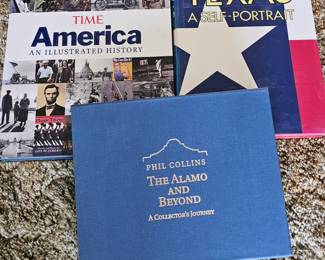 TIME
America
AN ILLUSTRATED HISTORY
TEXAS
A SELF-PORTRAIT
PHIL COLLINS
THE ALAMO
AND
BEYOND
A COLLECTOR'S JOURNEY